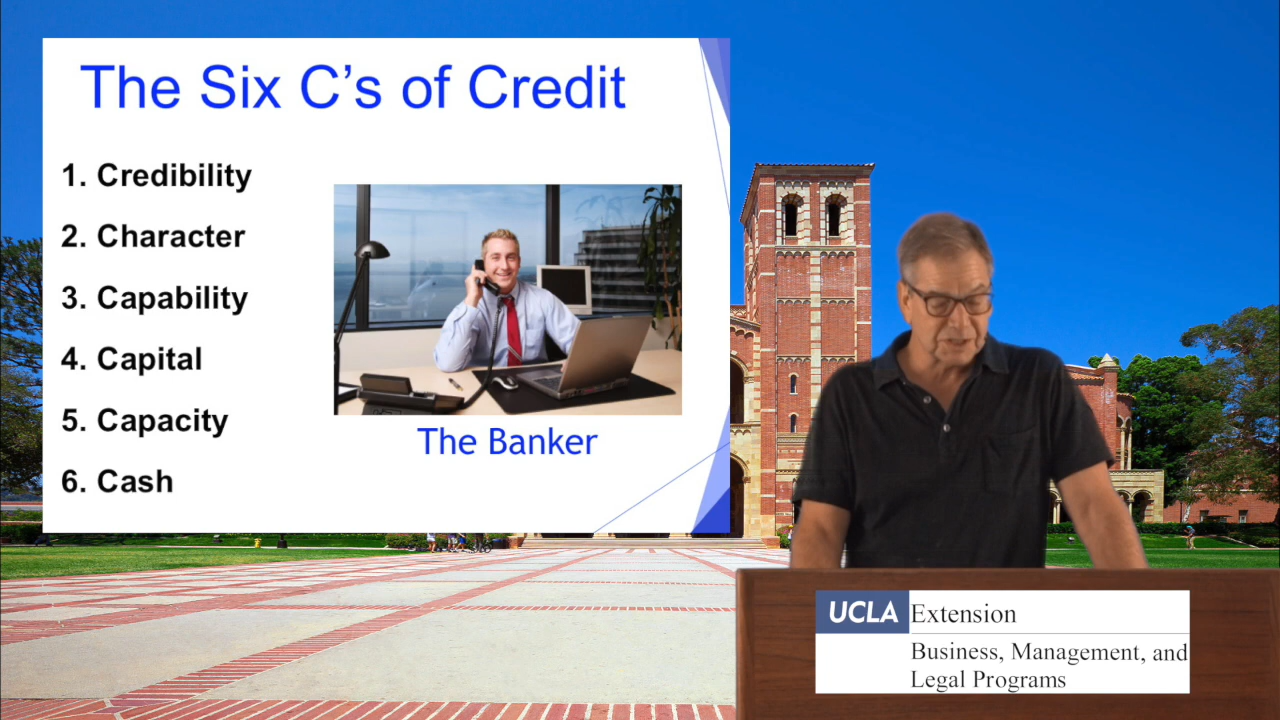 The Six C's of Credit
1. Credibility
2. Character
3. Capability
4. Capital
5. Capacity
6. Cash
The Banker
UCLA Extension
Business, Management, and
Legal Programs